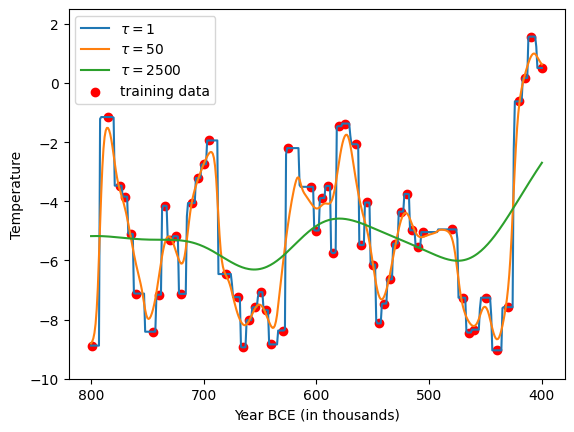 τ = 1
τ = 50
τ = 2500
training data
2
0
−2
−4
−6
−8
−10
Temperature
800 700 600 500 400
Year BCE (in thousands)